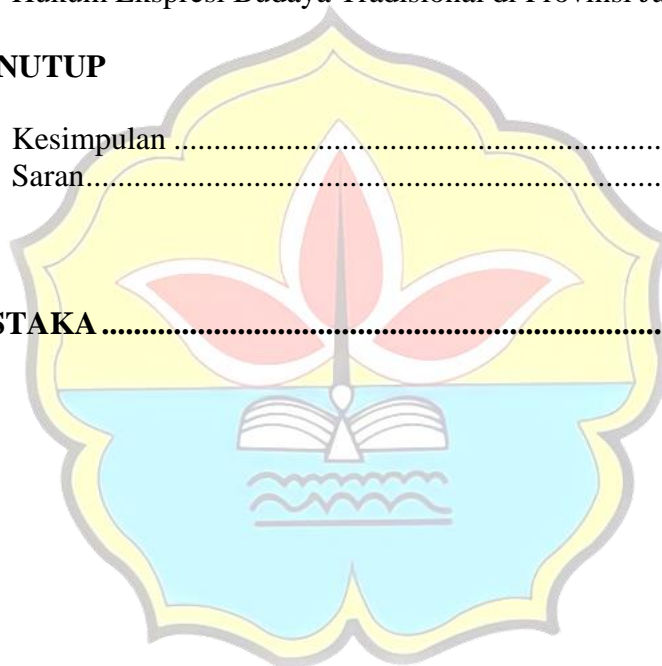 Hukum Ekspresi Budaya Tradisional di Provinsi
NUTUP
Kesimpulan ............................................................
Saran......................................................................
STAKA ....................................................................